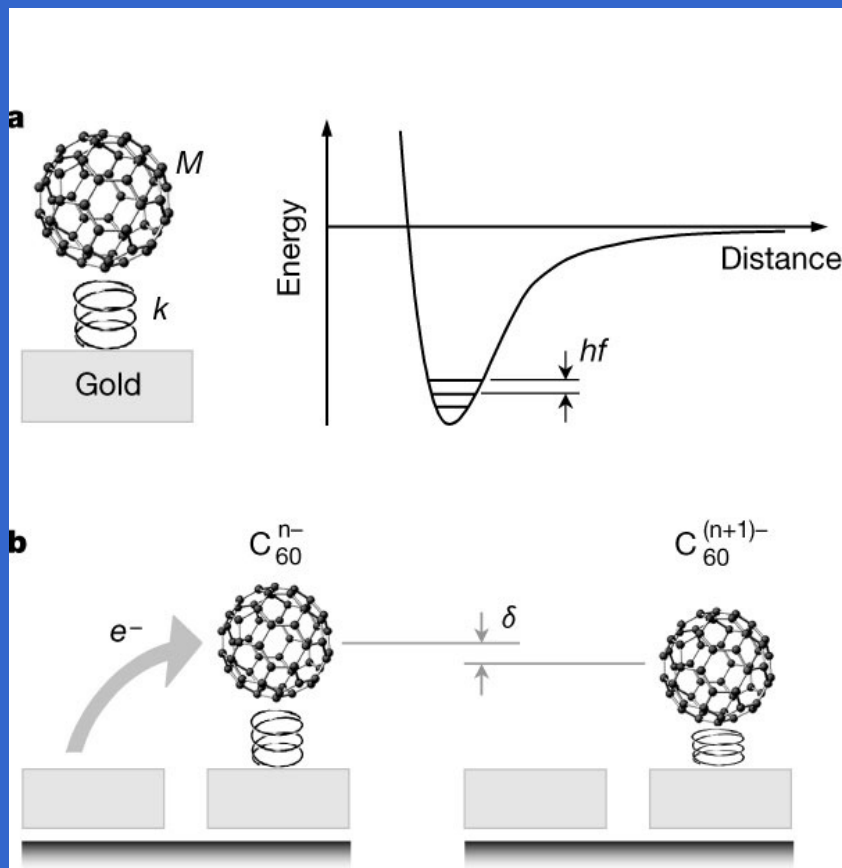 a
M
Energy
Distance
k
hf
Gold
b
C₆₀ⁿ⁻
C₆₀⁽ⁿ⁺¹⁾⁻
e⁻
δ